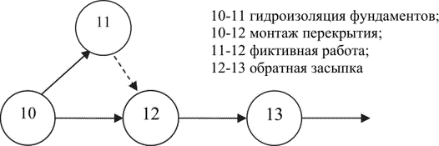 11
10-11 гидроизоляция фундаментов;
10-12 монтаж перекрытия;
11-12 фиктивная работа;
12-13 обратная засыпка
10
12
13